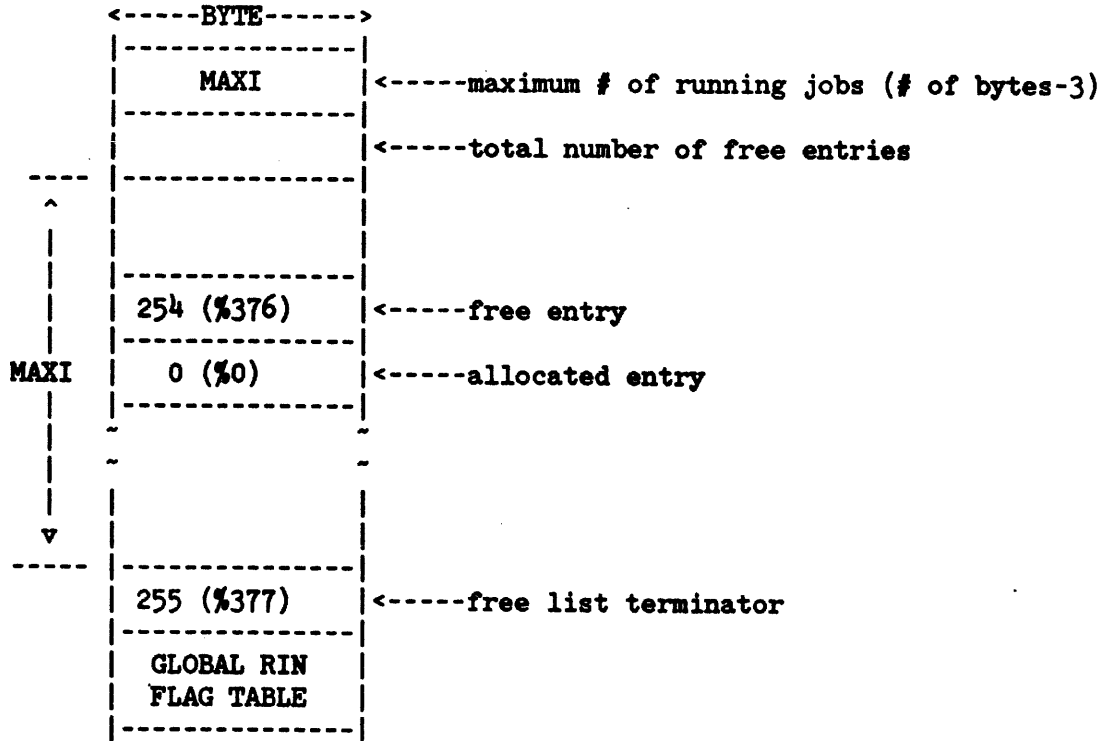 <-----BYTE------>
MAXI <-----maximum # of running jobs (# of bytes-3)
<-----total number of free entries
254 (%376) <-----free entry
MAXI 0 (%0) <-----allocated entry
255 (%377) <-----free list terminator
GLOBAL RIN
FLAG TABLE